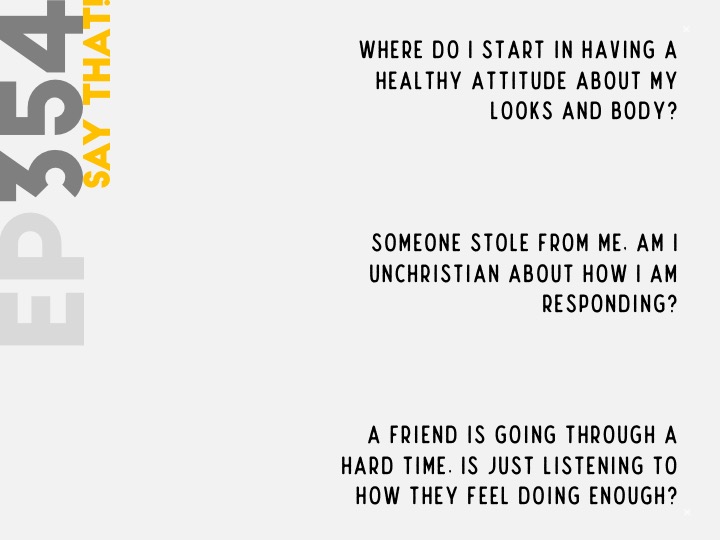 EP354
SAY THAT!
WHERE DO I START IN HAVING A
HEALTHY ATTITUDE ABOUT MY
LOOKS AND BODY?
SOMEONE STOLE FROM ME. AM I
UNCHRISTIAN ABOUT HOW I AM
RESPONDING?
A FRIEND IS GOING THROUGH A
HARD TIME. IS JUST LISTENING TO
HOW THEY FEEL DOING ENOUGH?